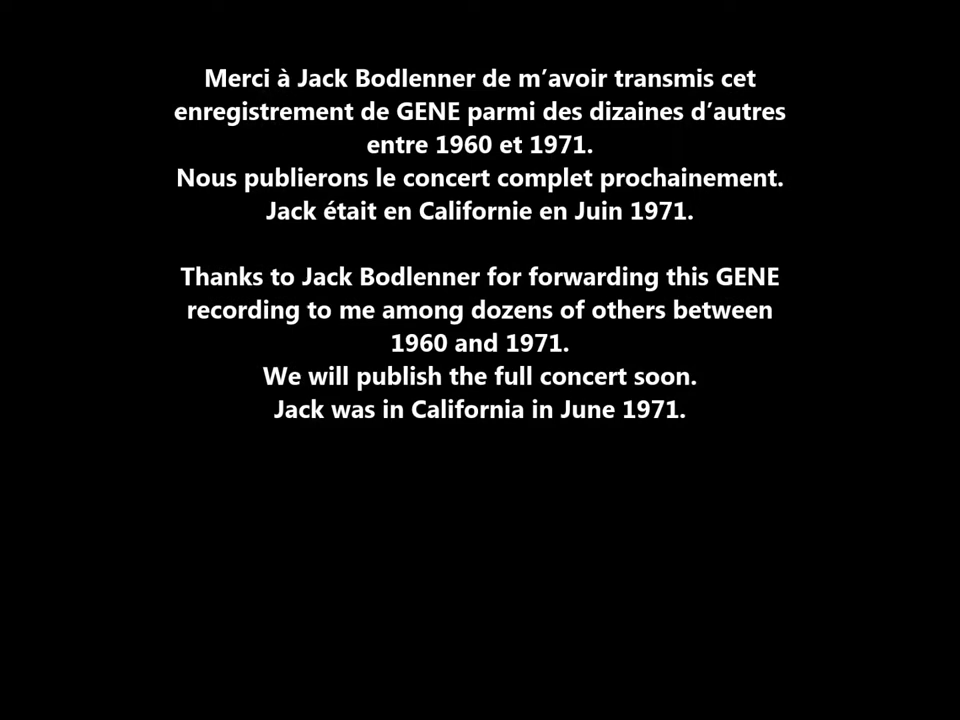 Merci à Jack Bodlenner de m’avoir transmis cet
enregistrement de GENE parmi des dizaines d’autres
entre 1960 et 1971.
Nous publierons le concert complet prochainement.
Jack était en Californie en Juin 1971.
Thanks to Jack Bodlenner for forwarding this GENE
recording to me among dozens of others between
1960 and 1971.
We will publish the full concert soon.
Jack was in California in June 1971.